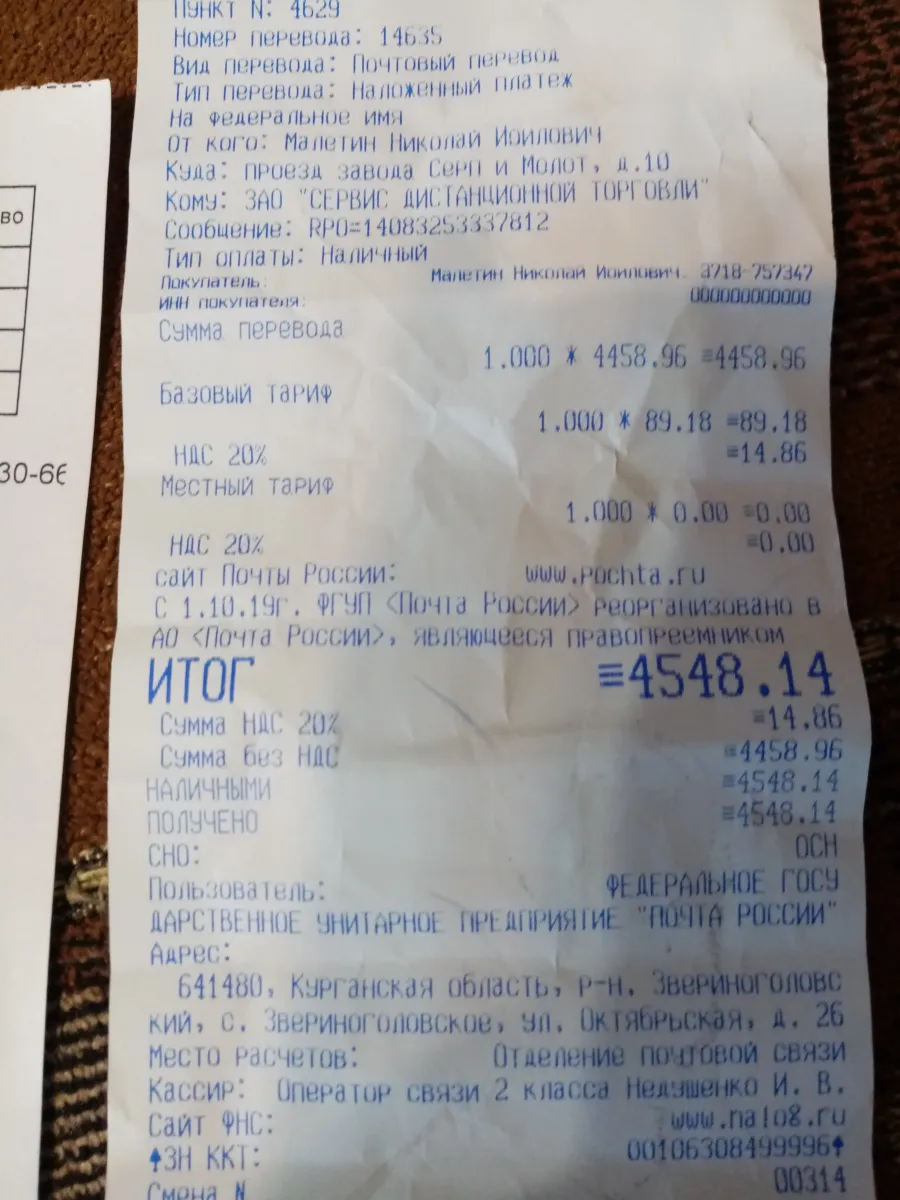 ПУНКТ N: 4629
Номер перевода: 14635
Вид перевода: Почтовый перевод
Тип перевода: Наложенный платеж
На федеральное имя
От кого: Малетин Николай Иоилович
Куда: проезд завода Серп и Молот, д.10
Кому: ЗАО "СЕРВИС ДИСТАНЦИОННОЙ ТОРГОВЛИ"
Сообщение: RPO=14083253337812
Тип оплаты: Наличный
Покупатель: Малетин Николай Иоилович. 3718-757347
ИНН покупателя: 000000000000
Сумма перевода
1.000 * 4458.96 ≡4458.96
Базовый тариф
1.000 * 89.18 ≡89.18
НДС 20% ≡14.86
Местный тариф
1.000 * 0.00 ≡0.00
НДС 20% ≡0.00
сайт Почты России: www.pochta.ru
С 1.10.19г. ФГУП <Почта России> реорганизовано в
АО <Почта России>, являющееся правопреемником
ИТОГ ≡4548.14
Сумма НДС 20% ≡14.86
Сумма без НДС ≡4458.96
НАЛИЧНЫМИ ≡4548.14
ПОЛУЧЕНО ≡4548.14
СНО: ОСН
Пользователь: ФЕДЕРАЛЬНОЕ ГОСУ
ДАРСТВЕННОЕ УНИТАРНОЕ ПРЕДПРИЯТИЕ "ПОЧТА РОССИИ"
Адрес:
641480, Курганская область, р-н. Звериноголовс
кий, с. Звериноголовское, ул. Октябрьская, д. 26
Место расчетов: Отделение почтовой связи
Кассир: Оператор связи 2 класса Недушенко И. В.
Сайт ФНС: www.nalog.ru
ЗН ККТ: 00106308499996
Смена N 00314
во
30-66